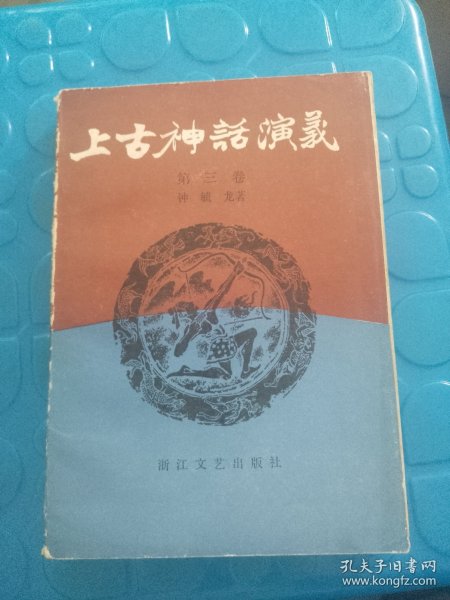 上古神話演義
第三卷
钟毓龙著
浙江文艺出版社
孔夫子旧书网
www.kongfz.com